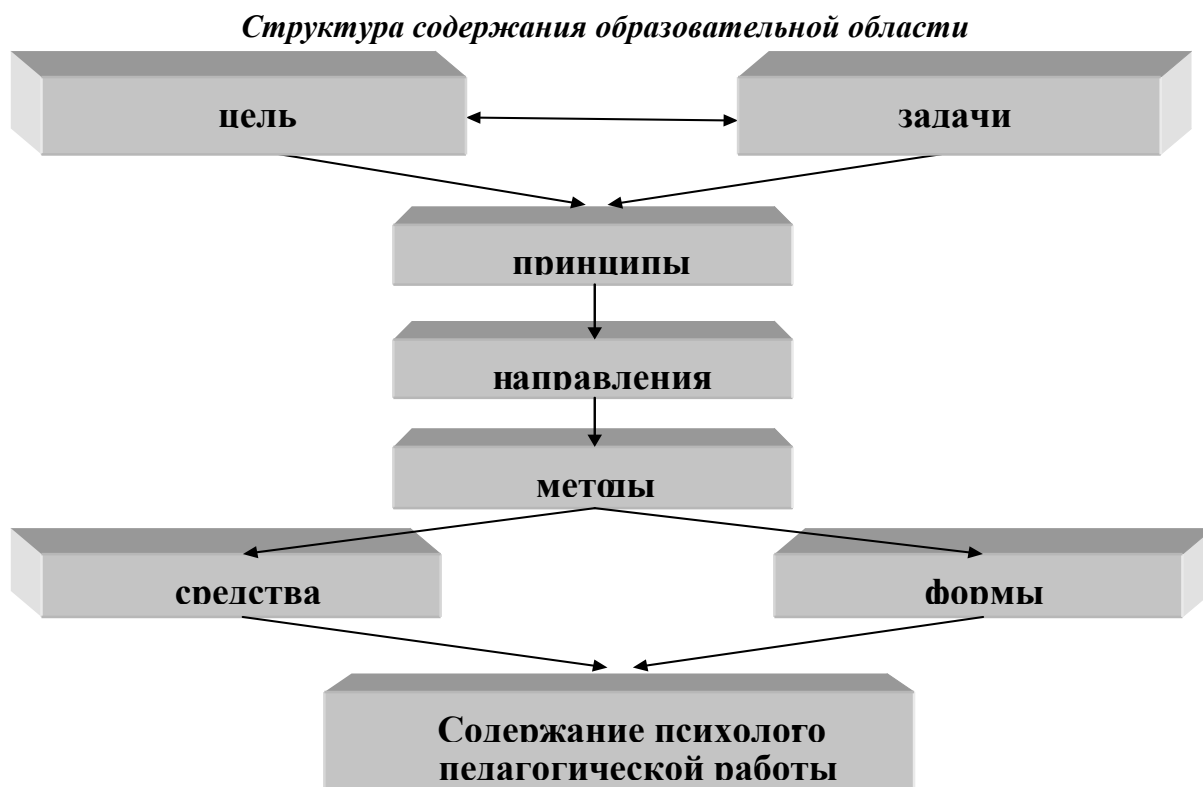 Структура содержания образовательной области
цель
задачи
принципы
направления
методы
средства
формы
Содержание психолого
педагогической работы